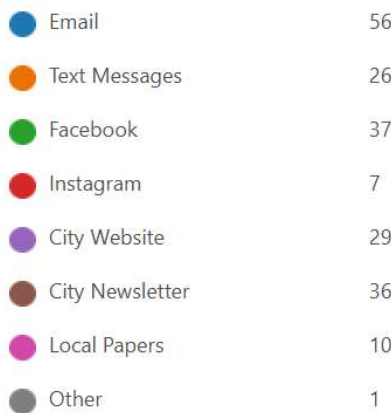 Email 56
Text Messages 26
Facebook 37
Instagram 7
City Website 29
City Newsletter 36
Local Papers 10
Other 1